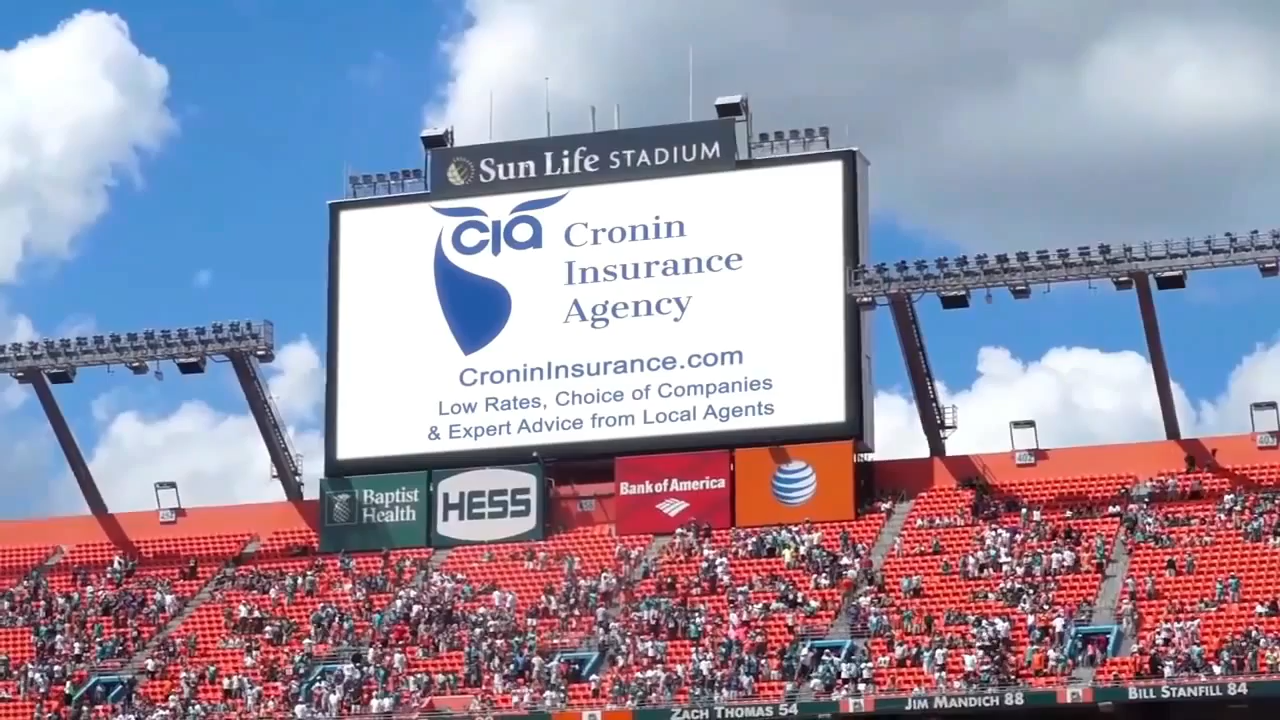 Sun Life STADIUM
cia
Cronin
Insurance
Agency
CroninInsurance.com
Low Rates, Choice of Companies
& Expert Advice from Local Agents
Baptist
Health
HESS
Bank of America
402
ZACH THOMAS 54
JIM MANDICH 88
BILL STANFILL 84